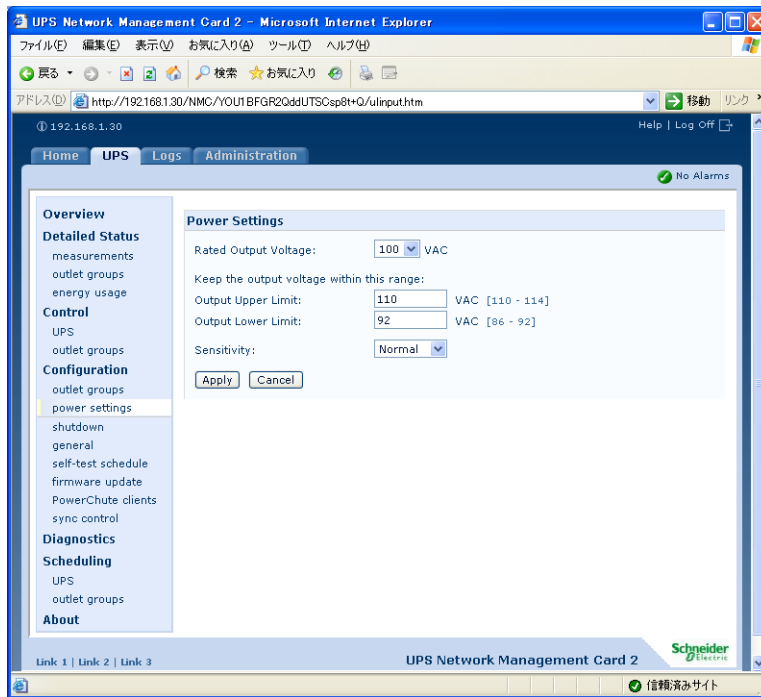 UPS Network Management Card 2 - Microsoft Internet Explorer
ファイル(F) 編集(E) 表示(V) お気に入り(A) ツール(T) ヘルプ(H)
戻る 検索 お気に入り
アドレス(D) http://192.168.1.30/NMC/YOU1BFGR2QddUTSCsp8t+Q/ulinput.htm 移動 リンク
192.168.1.30 Help | Log Off
Home UPS Logs Administration
No Alarms
Overview
Detailed Status
measurements
outlet groups
energy usage
Control
UPS
outlet groups
Configuration
outlet groups
power settings
shutdown
general
self-test schedule
firmware update
PowerChute clients
sync control
Diagnostics
Scheduling
UPS
outlet groups
About
Power Settings
Rated Output Voltage: 100 VAC
Keep the output voltage within this range:
Output Upper Limit: 110 VAC [110 - 114]
Output Lower Limit: 92 VAC [86 - 92]
Sensitivity: Normal
Apply Cancel
Link 1 | Link 2 | Link 3
UPS Network Management Card 2
Schneider Electric
信頼済みサイト